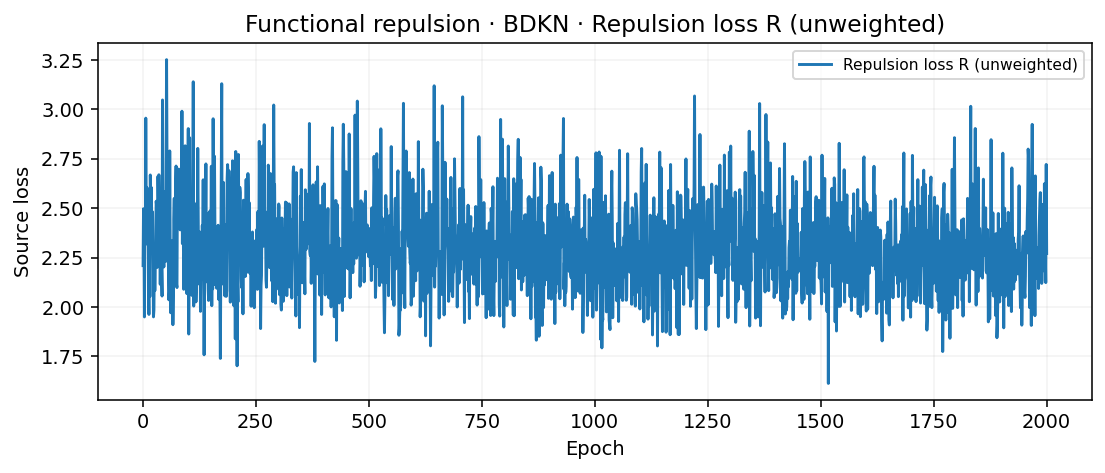 Functional repulsion · BDKN · Repulsion loss R (unweighted)
Repulsion loss R (unweighted)
Source loss
3.25
3.00
2.75
2.50
2.25
2.00
1.75
0 250 500 750 1000 1250 1500 1750 2000
Epoch